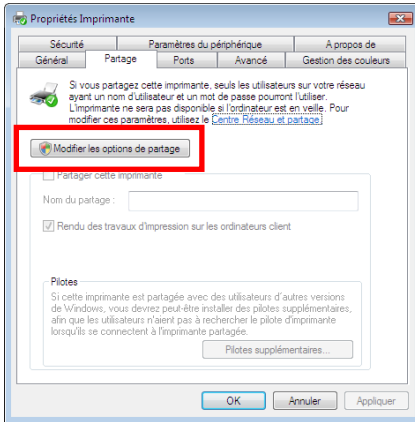 Propriétés Imprimante
Sécurité Paramètres du périphérique A propos de
Général Partage Ports Avancé Gestion des couleurs
Si vous partagez cette imprimante, seuls les utilisateurs sur votre réseau
ayant un nom d'utilisateur et un mot de passe pourront l'utiliser.
L'imprimante ne sera pas disponible si l'ordinateur est en veille. Pour
modifier ces paramètres, utilisez le Centre Réseau et partage.
Modifier les options de partage
Partager cette imprimante
Nom du partage :
Rendu des travaux d'impression sur les ordinateurs client
Pilotes
Si cette imprimante est partagée avec des utilisateurs d'autres versions
de Windows, vous devrez peut-être installer des pilotes supplémentaires,
afin que les utilisateurs n'aient pas à rechercher le pilote d'imprimante
lorsqu'ils se connectent à l'imprimante partagée.
Pilotes supplémentaires...
OK Annuler Appliquer